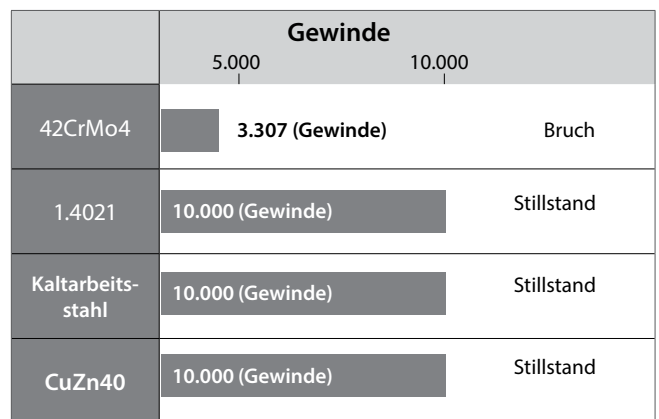 Gewinde
5.000 10.000
42CrMo4 3.307 (Gewinde) Bruch
1.4021 10.000 (Gewinde) Stillstand
Kaltarbeits-
stahl 10.000 (Gewinde) Stillstand
CuZn40 10.000 (Gewinde) Stillstand